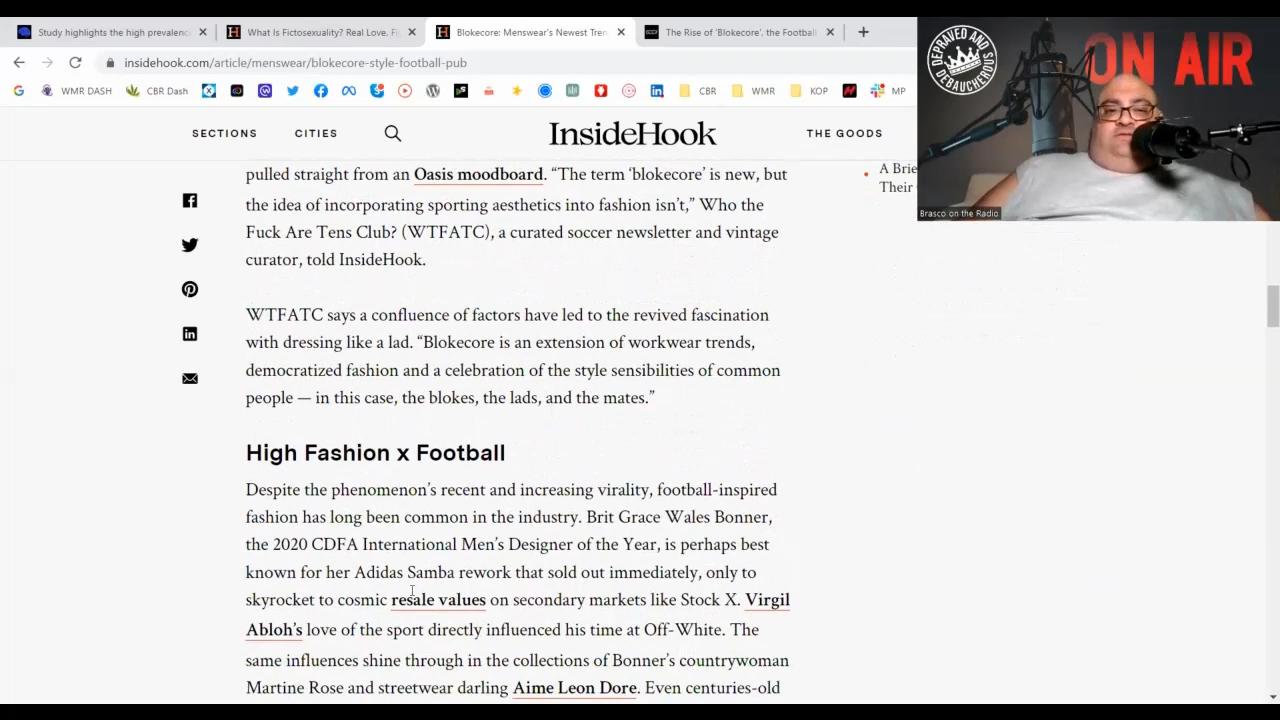 Study highlights the high prevalenc
What Is Fictosexuality? Real Love, Fi
Blokecore: Menswear's Newest Tren
The Rise of 'Blokecore', the Football
insidehook.com/article/menswear/blokecore-style-football-pub
WMR DASH
CBR Dash
CBR
WMR
KOP
MP
SECTIONS
CITIES
InsideHook
THE GOODS
DEPRAVED AND
DEBAUCHEROUS
ON AIR
Brasco on the Radio
A Brie
Their
pulled straight from an Oasis moodboard. “The term ‘blokecore’ is new, but
the idea of incorporating sporting aesthetics into fashion isn’t,” Who the
Fuck Are Tens Club? (WTFATC), a curated soccer newsletter and vintage
curator, told InsideHook.
WTFATC says a confluence of factors have led to the revived fascination
with dressing like a lad. “Blokecore is an extension of workwear trends,
democratized fashion and a celebration of the style sensibilities of common
people — in this case, the blokes, the lads, and the mates.”
High Fashion x Football
Despite the phenomenon’s recent and increasing virality, football-inspired
fashion has long been common in the industry. Brit Grace Wales Bonner,
the 2020 CDFA International Men’s Designer of the Year, is perhaps best
known for her Adidas Samba rework that sold out immediately, only to
skyrocket to cosmic resale values on secondary markets like Stock X. Virgil
Abloh’s love of the sport directly influenced his time at Off-White. The
same influences shine through in the collections of Bonner’s countrywoman
Martine Rose and streetwear darling Aime Leon Dore. Even centuries-old